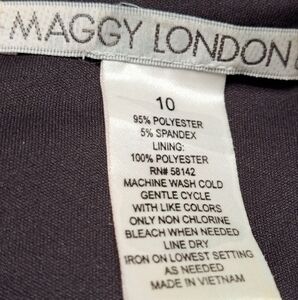 MAGGY LONDON
10
95% POLYESTER
5% SPANDEX
LINING:
100% POLYESTER
RN# 58142
MACHINE WASH COLD
GENTLE CYCLE
WITH LIKE COLORS
ONLY NON CHLORINE
BLEACH WHEN NEEDED
LINE DRY
IRON ON LOWEST SETTING
AS NEEDED
MADE IN VIETNAM